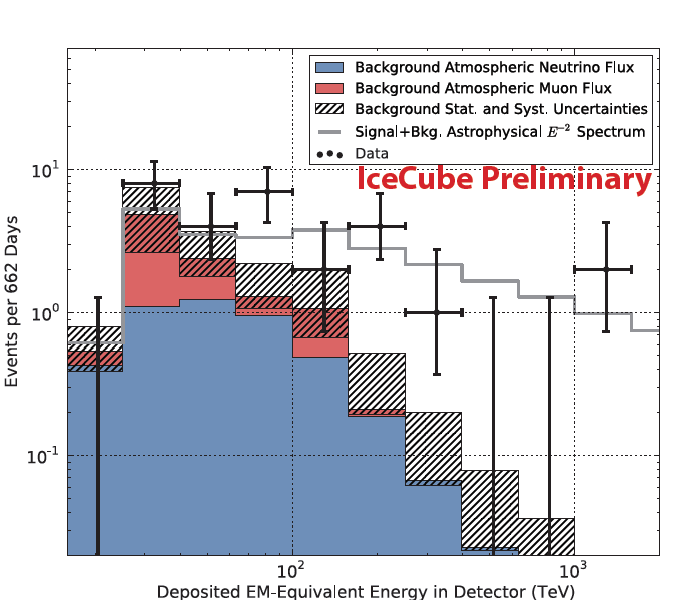 Background Atmospheric Neutrino Flux
Background Atmospheric Muon Flux
Background Stat. and Syst. Uncertainties
Signal+Bkg. Astrophysical E⁻² Spectrum
Data
IceCube Preliminary
10¹
10⁰
10⁻¹
Events per 662 Days
10² 10³
Deposited EM-Equivalent Energy in Detector (TeV)